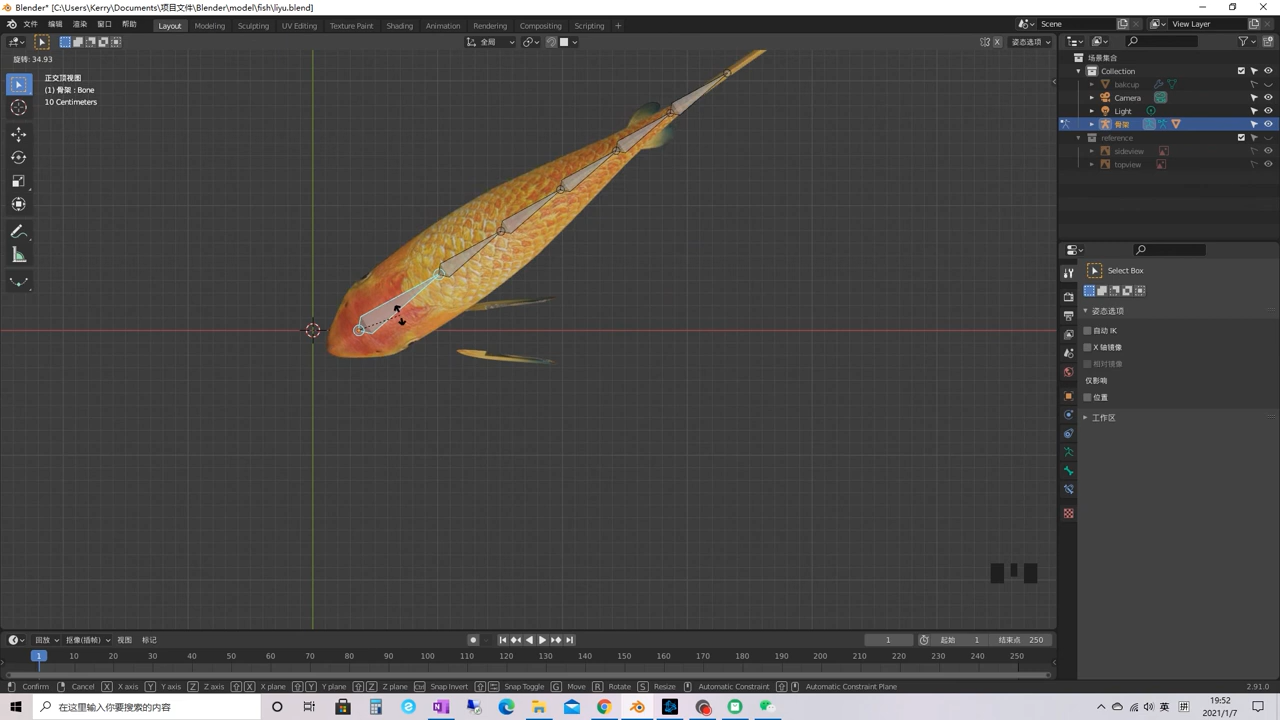 Blender* [C:\Users\Kerry\Documents\项目文件\Blender\model\fish\liyu.blend]
文件 编辑 渲染 窗口 帮助 Layout Modeling Sculpting UV Editing Texture Paint Shading Animation Rendering Compositing Scripting + Scene View Layer
全局 姿态选项
旋转: 34.93
正交顶视图
(1) 骨架 : Bone
10 Centimeters
场景集合
Collection
bakcup
Camera
Light
骨架
reference
sideview
topview
Select Box
姿态选项
自动 IK
X 轴镜像
相对镜像
仅影响
位置
工作区
回放 抠像(插帧) 视图 标记 1 起始 1 结束点 250
1 10 20 30 40 50 60 70 80 90 100 110 120 130 140 150 160 170 180 190 200 210 220 230 240 250
Confirm Cancel X X axis Y Y axis Z Z axis X X plane Y Y plane Z Z plane Ctrl Snap Invert Snap Toggle G Move R Rotate S Resize Automatic Constraint Automatic Constraint Plane 2.91.0
在这里输入你要搜索的内容 英 拼 19:52
2021/1/7